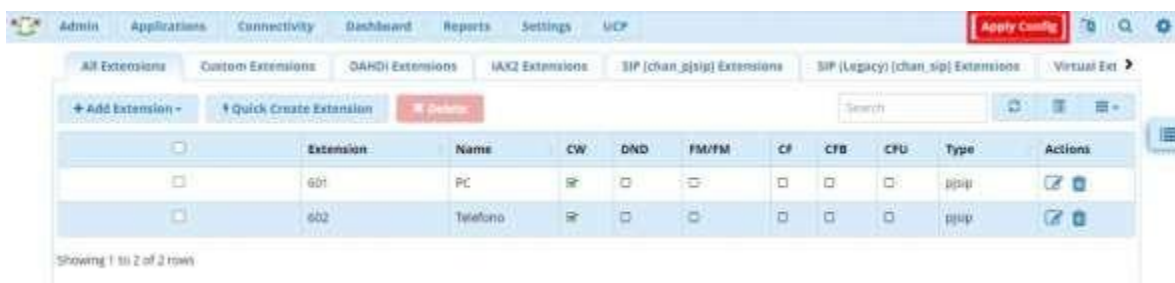 Admin Applications Connectivity Dashboard Reports Settings UCP Apply Config
All Extensions Custom Extensions DAHDi Extensions IAX2 Extensions SIP [chan_pjsip] Extensions SIP (Legacy) [chan_sip] Extensions Virtual Ext
+ Add Extension Quick Create Extension Delete Search
Extension Name CW DND FM/FM CF CFB CFU Type Actions
601 PC pjsip
602 Telefono pjsip
Showing 1 to 2 of 2 rows